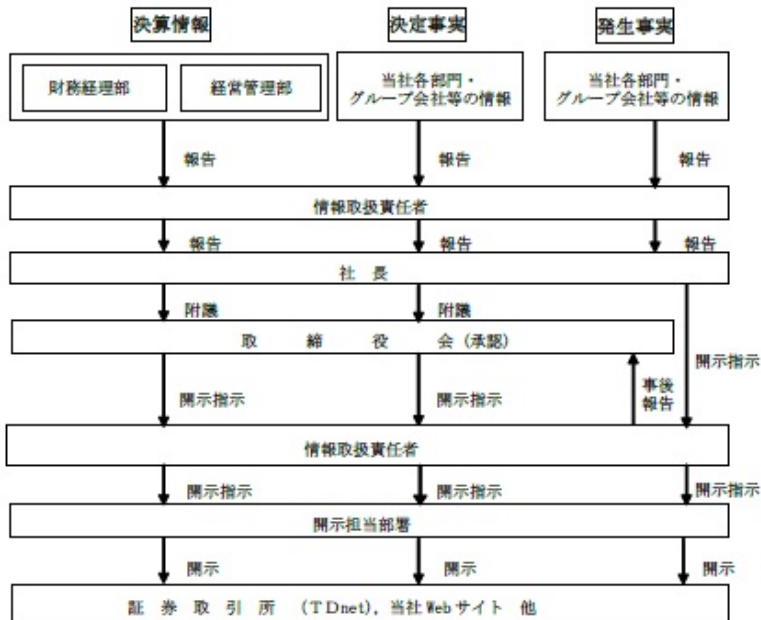 決算情報
決定事実
発生事実
財務経理部
経営管理部
当社各部門・
グループ会社等の情報
当社各部門・
グループ会社等の情報
報告
報告
報告
情報取扱責任者
報告
報告
報告
社 長
附議
附議
取 締 役 会 (承認)
開示指示
開示指示
事後
報告
開示指示
情報取扱責任者
開示指示
開示指示
開示指示
開示担当部署
開示
開示
開示
証 券 取 引 所 (TDnet), 当社 Web サイト 他